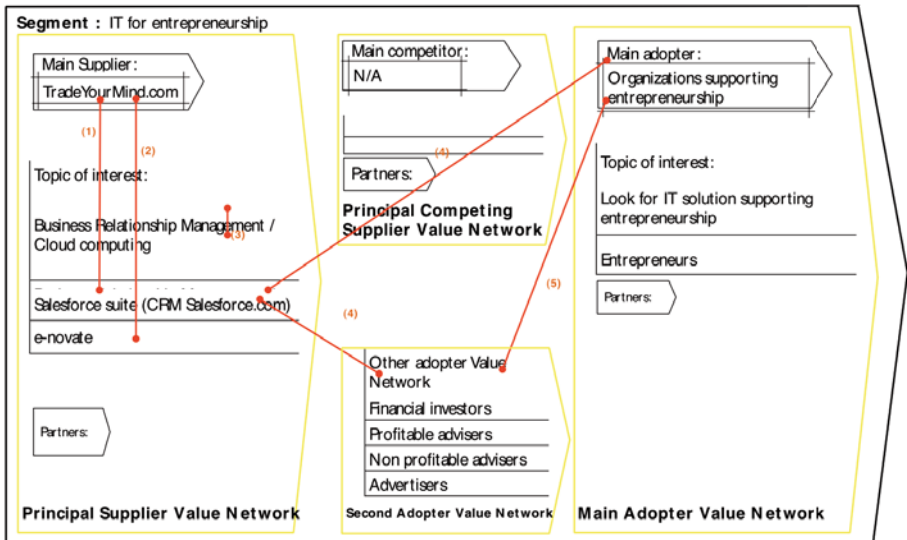 Segment : IT for entrepreneurship
Main Supplier:
TradeYourMind.com
(1)
(2)
Topic of interest:
Business Relationship Management /
Cloud computing
(3)
Salesforce suite (CRM Salesforce.com)
e-novate
Partners:
Principal Supplier Value Network
Main competitor:
N/A
(4)
Partners:
Principal Competing
Supplier Value Network
(4)
(5)
Other adopter Value
Network
Financial investors
Profitable advisers
Non profitable advisers
Advertisers
Second Adopter Value Network
Main adopter:
Organizations supporting
entrepreneurship
Topic of interest:
Look for IT solution supporting
entrepreneurship
Entrepreneurs
Partners:
Main Adopter Value Network